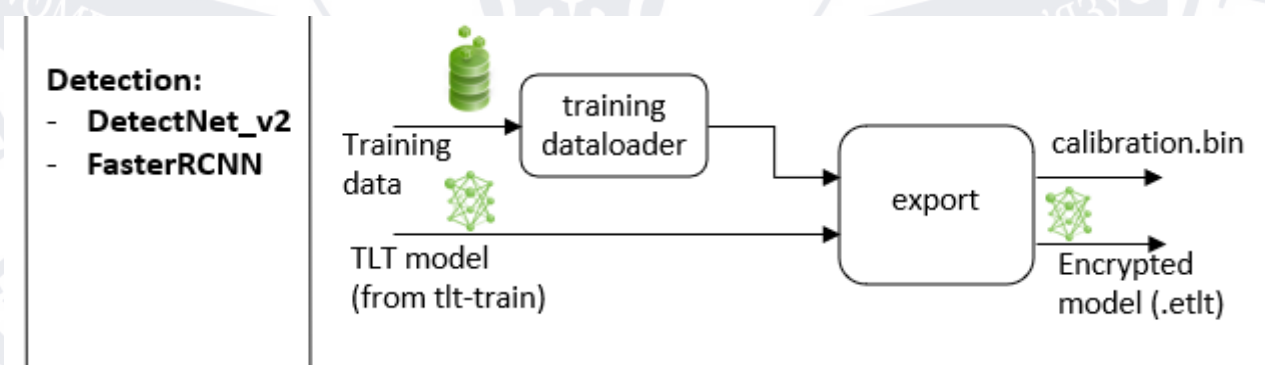 Detection:
- DetectNet_v2
- FasterRCNN
Training
data
training
dataloader
TLT model
(from tlt-train)
export
calibration.bin
Encrypted
model (.etlt)